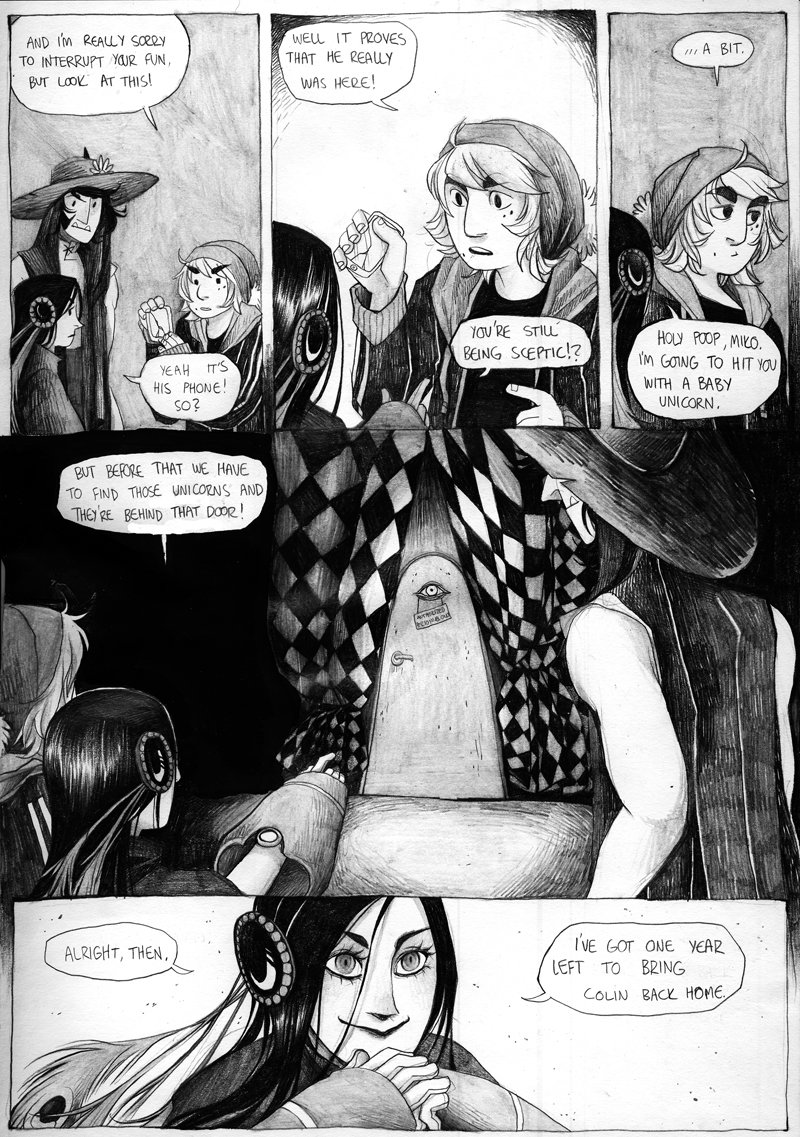 AND I'M REALLY SORRY
TO INTERRUPT YOUR FUN,
BUT LOOK AT THIS!
YEAH IT'S
HIS PHONE!
SO?
WELL IT PROVES
THAT HE REALLY
WAS HERE!
YOU'RE STILL
BEING SCEPTIC!?
...A BIT.
HOLY POOP, MIKO.
I'M GOING TO HIT YOU
WITH A BABY
UNICORN.
BUT BEFORE THAT WE HAVE
TO FIND THOSE UNICORNS AND
THEY'RE BEHIND THAT DOOR!
ALRIGHT, THEN.
I'VE GOT ONE YEAR
LEFT TO BRING
COLIN BACK HOME.